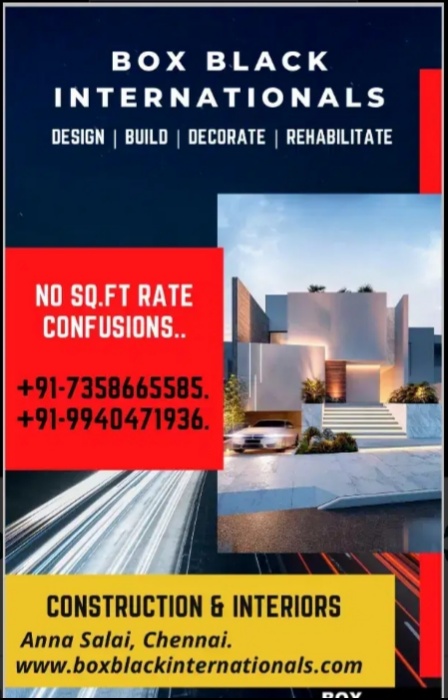 BOX BLACK
INTERNATIONALS
DESIGN | BUILD | DECORATE | REHABILITATE
NO SQ.FT RATE
CONFUSIONS..
+91-7358665585.
+91-9940471936.
CONSTRUCTION & INTERIORS
Anna Salai, Chennai.
www.boxblackinternationals.com
BOX